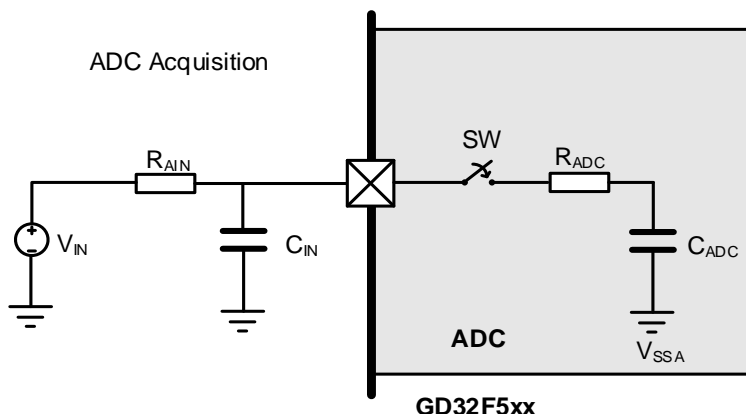 ADC Acquisition
SW
RAIN
RADC
VIN
CIN
CADC
ADC
VSSA
GD32F5xx